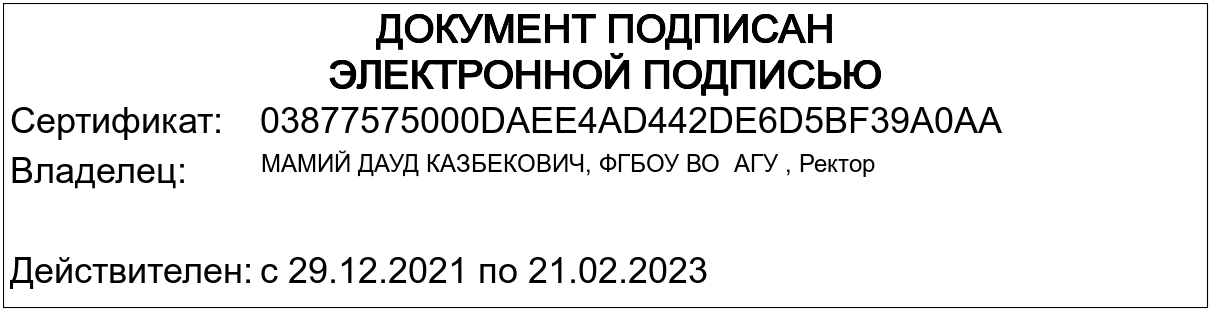 ДОКУМЕНТ ПОДПИСАН
ЭЛЕКТРОННОЙ ПОДПИСЬЮ
Сертификат: 03877575000DAEE4AD442DE6D5BF39A0AA
Владелец: МАМИЙ ДАУД КАЗБЕКОВИЧ, ФГБОУ ВО АГУ , Ректор
Действителен: с 29.12.2021 по 21.02.2023